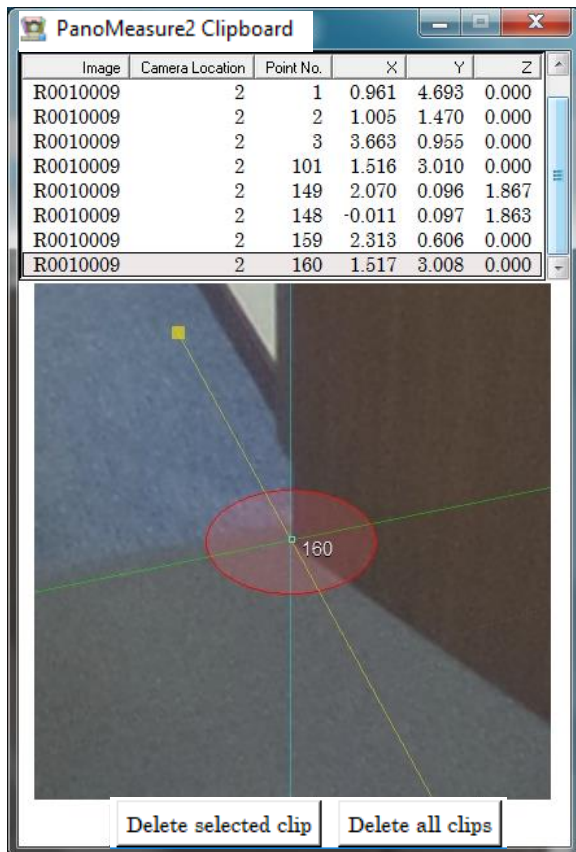 PanoMeasure2 Clipboard
Image Camera Location Point No. X Y Z
R0010009 2 1 0.961 4.693 0.000
R0010009 2 2 1.005 1.470 0.000
R0010009 2 3 3.663 0.955 0.000
R0010009 2 101 1.516 3.010 0.000
R0010009 2 149 2.070 0.096 1.867
R0010009 2 148 -0.011 0.097 1.863
R0010009 2 159 2.313 0.606 0.000
R0010009 2 160 1.517 3.008 0.000
160
Delete selected clip Delete all clips